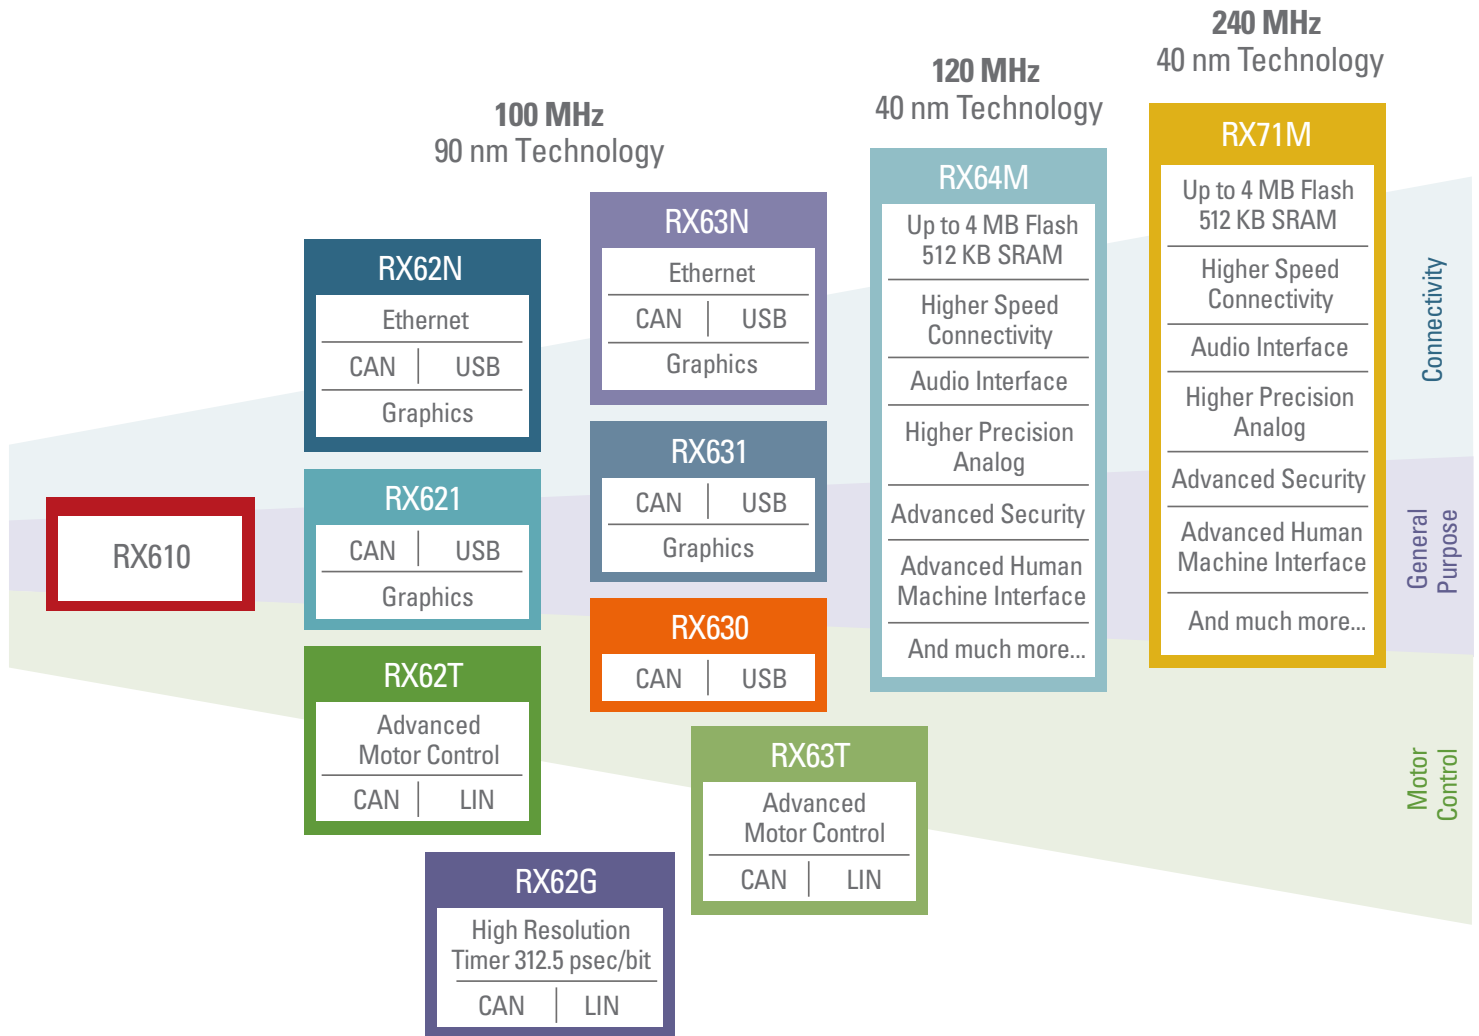 100 MHz
90 nm Technology
120 MHz
40 nm Technology
240 MHz
40 nm Technology
RX610
RX62N
Ethernet
CAN USB
Graphics
RX621
CAN USB
Graphics
RX62T
Advanced
Motor Control
CAN LIN
RX62G
High Resolution
Timer 312.5 psec/bit
CAN LIN
RX63N
Ethernet
CAN USB
Graphics
RX631
CAN USB
Graphics
RX630
CAN USB
RX63T
Advanced
Motor Control
CAN LIN
RX64M
Up to 4 MB Flash
512 KB SRAM
Higher Speed
Connectivity
Audio Interface
Higher Precision
Analog
Advanced Security
Advanced Human
Machine Interface
And much more...
RX71M
Up to 4 MB Flash
512 KB SRAM
Higher Speed
Connectivity
Audio Interface
Higher Precision
Analog
Advanced Security
Advanced Human
Machine Interface
And much more...
Connectivity
General
Purpose
Motor
Control